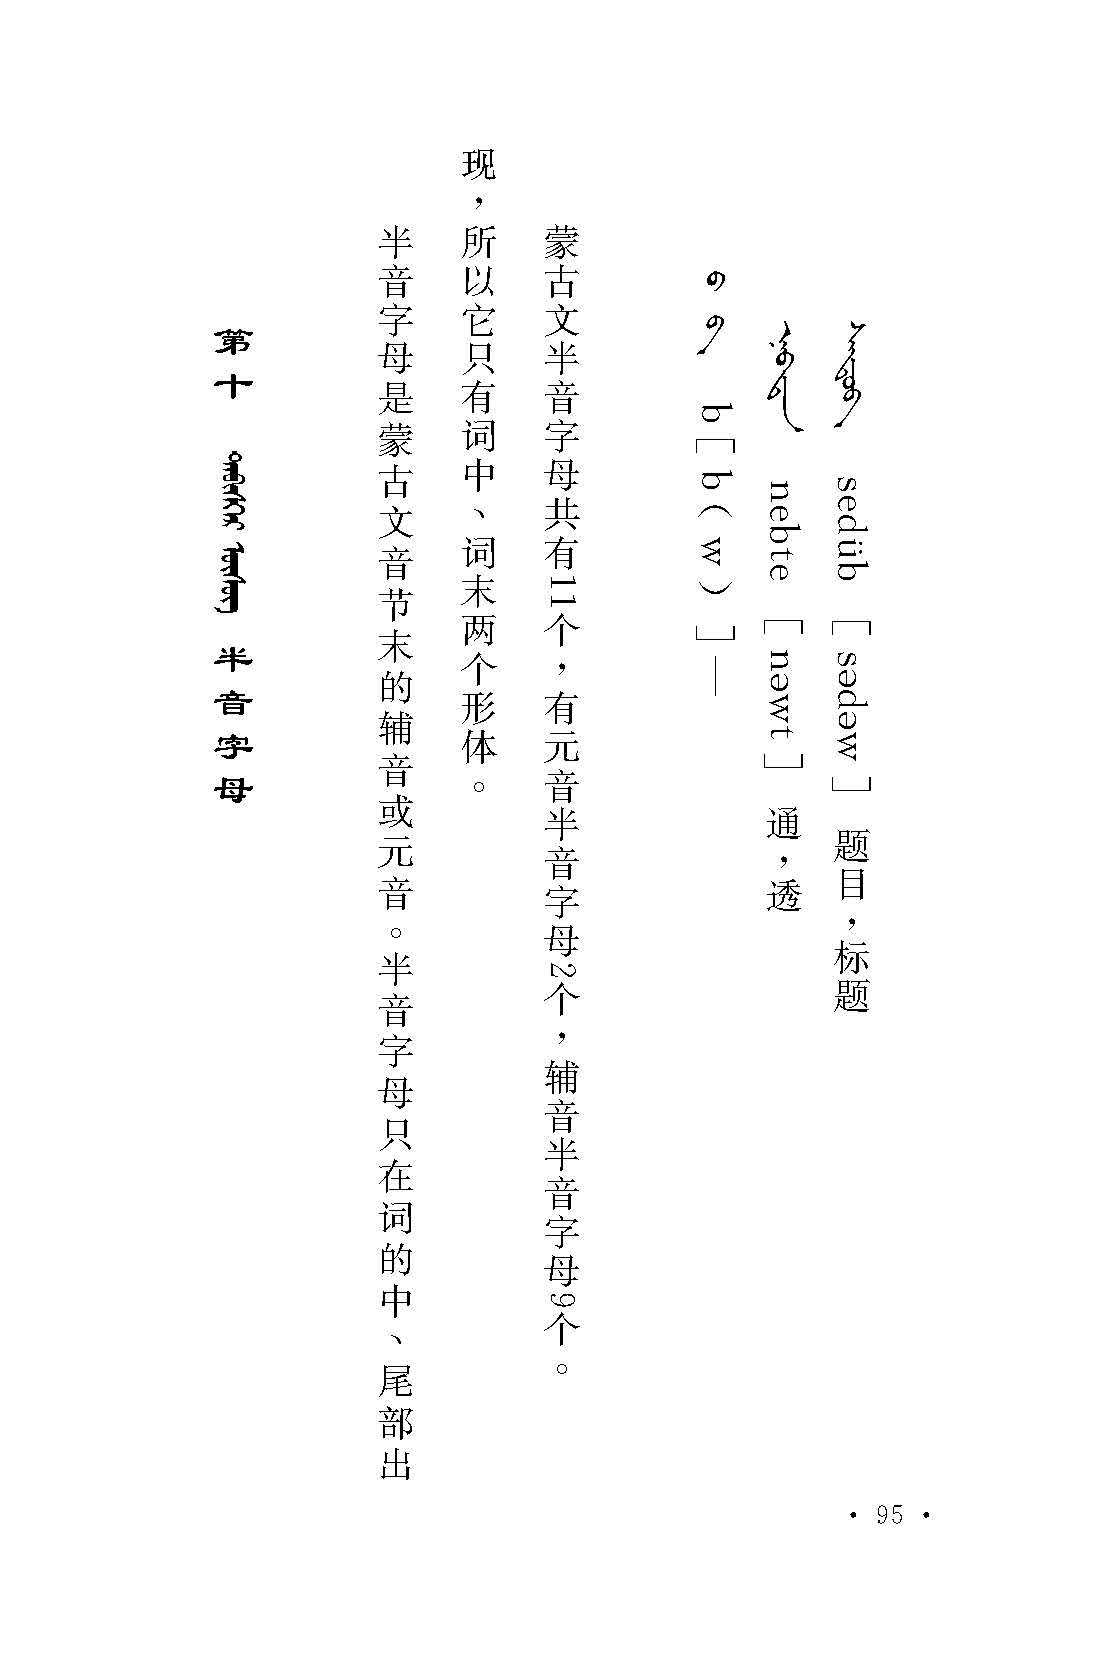 第十 半音字母
半音字母是蒙古文音节末的辅音或元音。半音字母只在词的中、尾部出
现，所以它只有词中、词末两个形体。
蒙古文半音字母共有11个，有元音半音字母2个，辅音半音字母9个。
b［b（w）］—
ᠨᠡᠪᠲᠡ nebte［nəwt］通，透
ᠰᠡᠳᠦᠪ sedüb［sədəw］题目，标题
· 95 ·